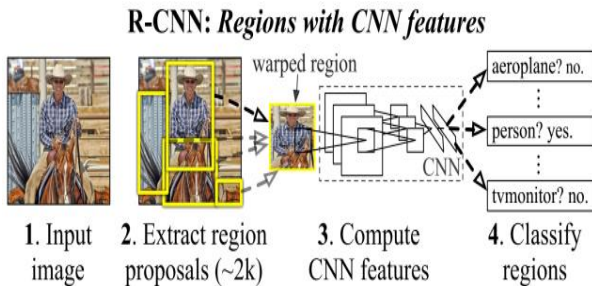 R-CNN: Regions with CNN features
warped region
aeroplane? no.
person? yes.
tvmonitor? no.
CNN
1. Input
image
2. Extract region
proposals (~2k)
3. Compute
CNN features
4. Classify
regions